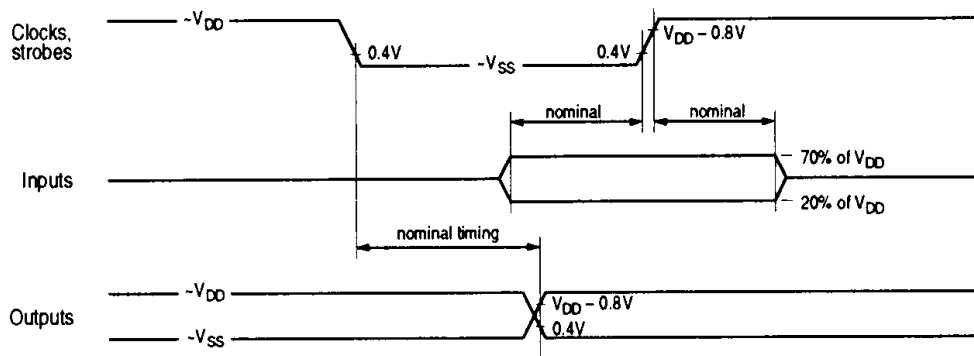 Clocks,
strobes
~VDD
0.4V
~VSS
0.4V
VDD – 0.8V
nominal
nominal
Inputs
70% of VDD
20% of VDD
nominal timing
Outputs
~VDD
VDD – 0.8V
0.4V
~VSS